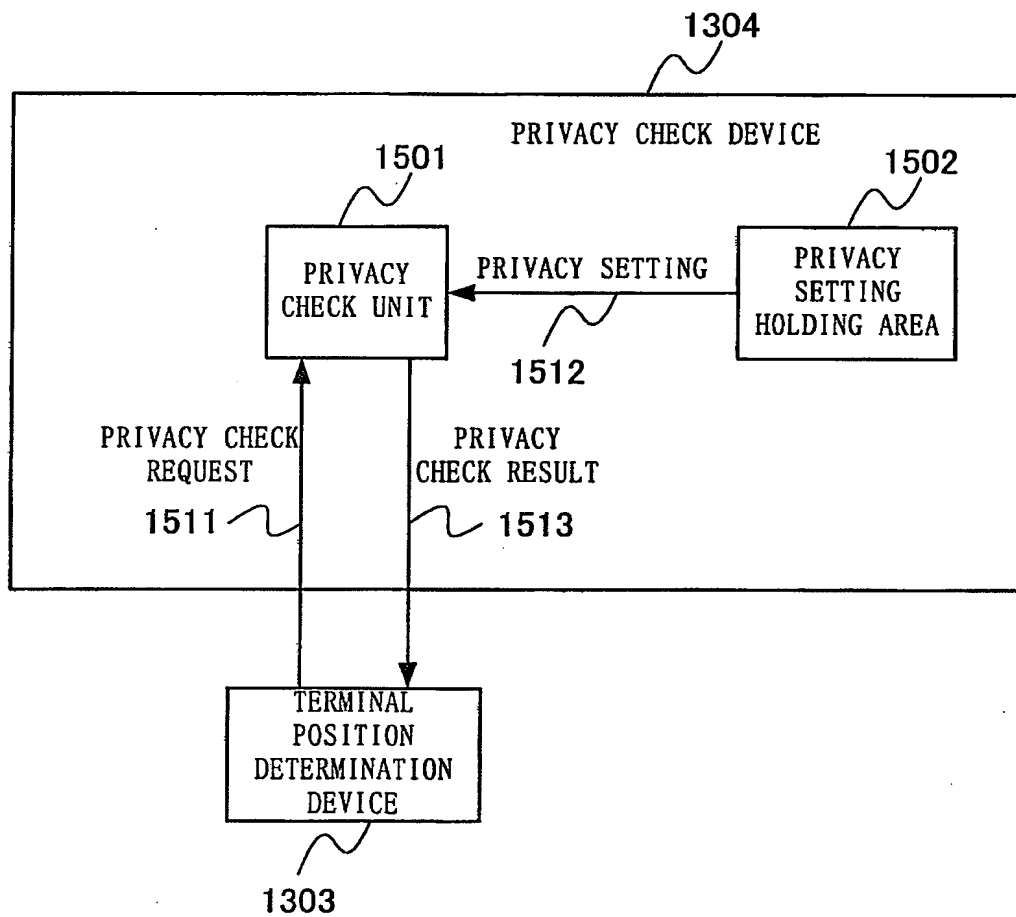 1304
PRIVACY CHECK DEVICE
1501
1502
PRIVACY
CHECK UNIT
PRIVACY SETTING
PRIVACY
SETTING
HOLDING AREA
1512
PRIVACY CHECK
REQUEST
PRIVACY
CHECK RESULT
1511
1513
TERMINAL
POSITION
DETERMINATION
DEVICE
1303